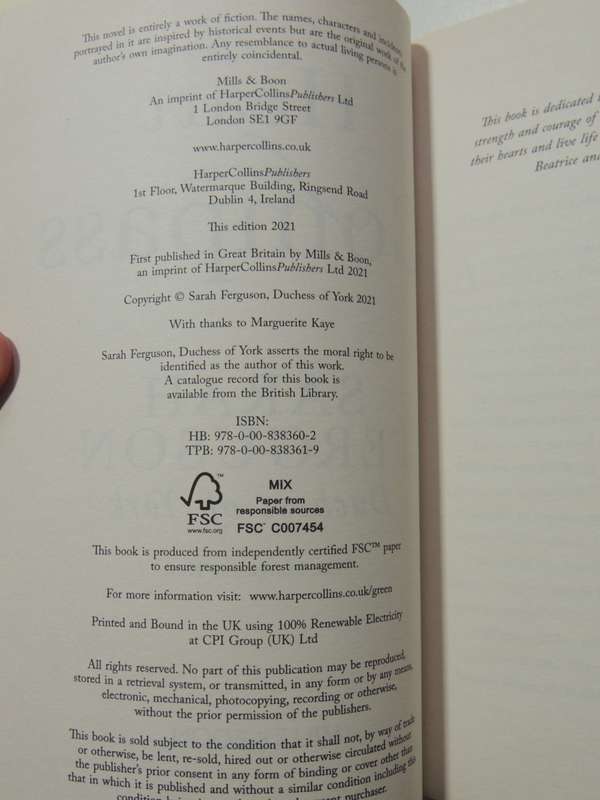 This novel is entirely a work of fiction. The names, characters and incidents
portrayed in it are inspired by historical events but are the original work of the
author's own imagination. Any resemblance to actual living persons is
entirely coincidental.
Mills & Boon
An imprint of HarperCollinsPublishers Ltd
1 London Bridge Street
London SE1 9GF
www.harpercollins.co.uk
HarperCollinsPublishers
1st Floor, Watermarque Building, Ringsend Road
Dublin 4, Ireland
This edition 2021
First published in Great Britain by Mills & Boon,
an imprint of HarperCollinsPublishers Ltd 2021
Copyright © Sarah Ferguson, Duchess of York 2021
With thanks to Marguerite Kaye
Sarah Ferguson, Duchess of York asserts the moral right to be
identified as the author of this work.
A catalogue record for this book is
available from the British Library.
ISBN:
HB: 978-0-00-838360-2
TPB: 978-0-00-838361-9
FSC
www.fsc.org
MIX
Paper from
responsible sources
FSC® C007454
This book is produced from independently certified FSC™ paper
to ensure responsible forest management.
For more information visit: www.harpercollins.co.uk/green
Printed and Bound in the UK using 100% Renewable Electricity
at CPI Group (UK) Ltd
All rights reserved. No part of this publication may be reproduced,
stored in a retrieval system, or transmitted, in any form or by any means,
electronic, mechanical, photocopying, recording or otherwise,
without the prior permission of the publishers.
This book is sold subject to the condition that it shall not, by way of trade
or otherwise, be lent, re-sold, hired out or otherwise circulated without
the publisher's prior consent in any form of binding or cover other than
that in which it is published and without a similar condition including this
purchaser.
This book is dedicated
strength and courage of
their hearts and live life
Beatrice and